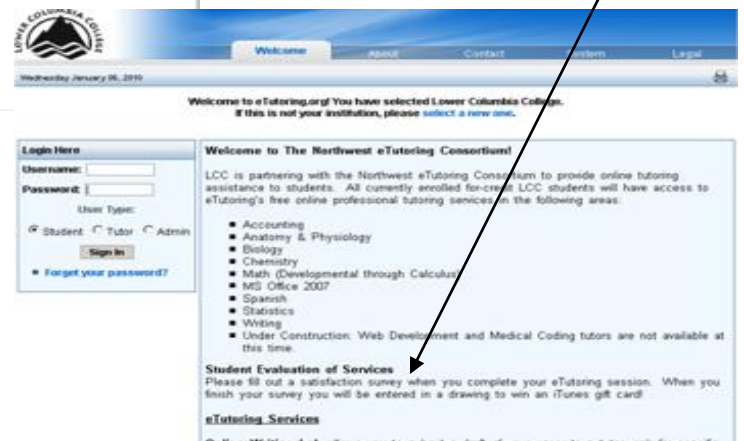 LOWER COLUMBIA COLLEGE
Welcome
About
Contact
System
Legal
Wednesday January 06, 2010
Welcome to eTutoring.org! You have selected Lower Columbia College.
If this is not your institution, please select a new one.
Login Here
Username:
Password:
User Type:
Student Tutor Admin
Sign In
Forget your password?
Welcome to The Northwest eTutoring Consortium!
LCC is partnering with the Northwest eTutoring Consortium to provide online tutoring
assistance to students. All currently enrolled for-credit LCC students will have access to
eTutoring's free online professional tutoring services in the following areas:
Accounting
Anatomy & Physiology
Biology
Chemistry
Math (Developmental through Calculus)
MS Office 2007
Spanish
Statistics
Writing
Under Construction: Web Development and Medical Coding tutors are not available at
this time.
Student Evaluation of Services
Please fill out a satisfaction survey when you complete your eTutoring session. When you
finish your survey you will be entered in a drawing to win an iTunes gift card!
eTutoring Services